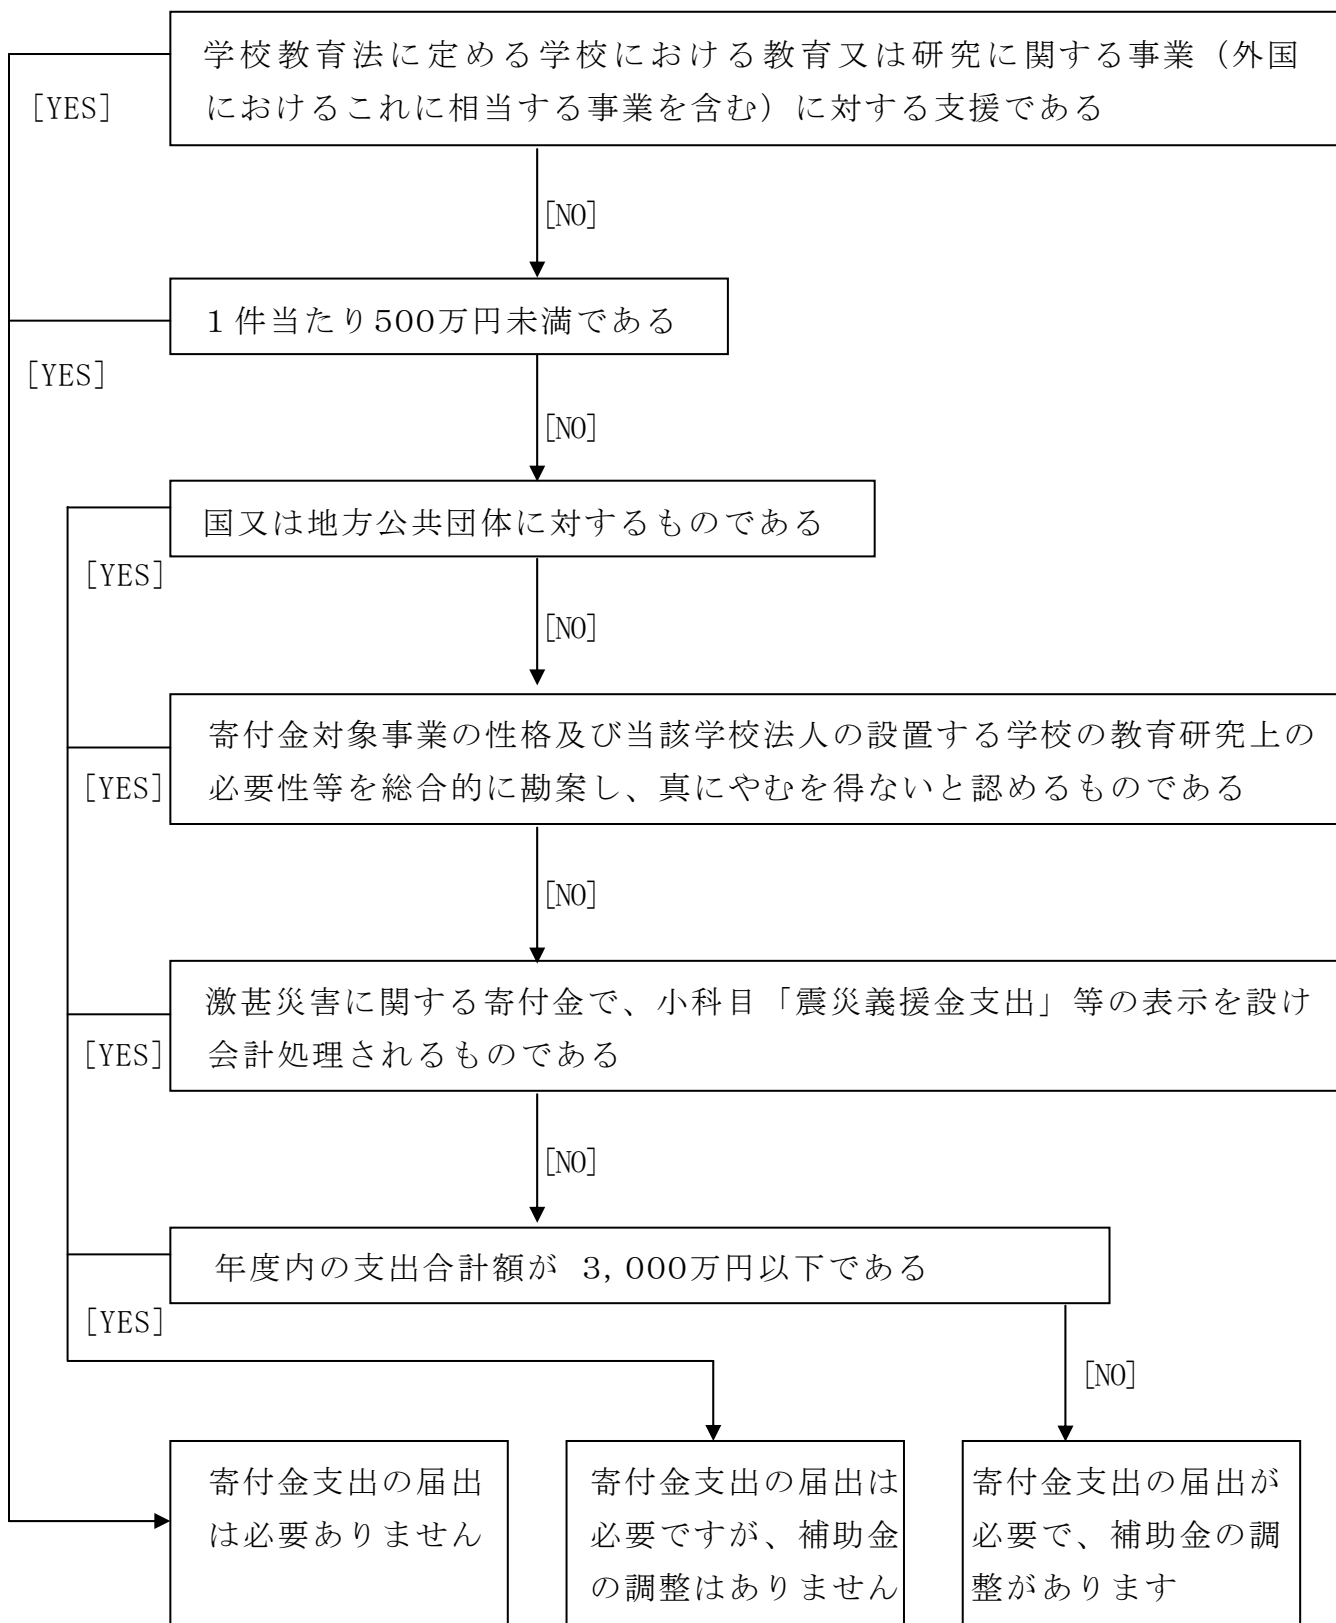 学校教育法に定める学校における教育又は研究に関する事業（外国
におけるこれに相当する事業を含む）に対する支援である
[YES]
[NO]
１件当たり500万円未満である
[YES]
[NO]
国又は地方公共団体に対するものである
[YES]
[NO]
寄付金対象事業の性格及び当該学校法人の設置する学校の教育研究上の
必要性等を総合的に勘案し、真にやむを得ないと認めるものである
[YES]
[NO]
激甚災害に関する寄付金で、小科目「震災義援金支出」等の表示を設け
会計処理されるものである
[YES]
[NO]
年度内の支出合計額が 3,000万円以下である
[YES]
[NO]
寄付金支出の届出
は必要ありません
寄付金支出の届出は
必要ですが、補助金
の調整はありません
寄付金支出の届出が
必要で、補助金の調
整があります